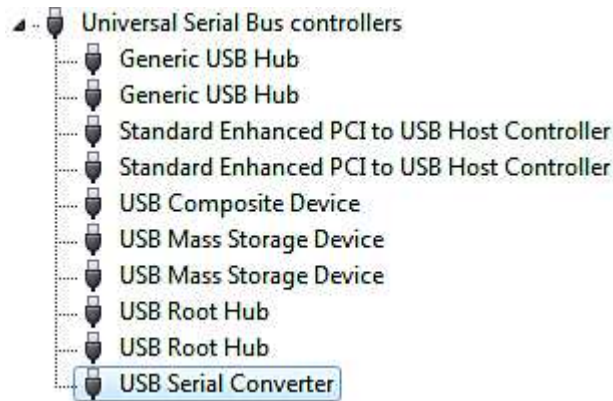 Universal Serial Bus controllers
Generic USB Hub
Generic USB Hub
Standard Enhanced PCI to USB Host Controller
Standard Enhanced PCI to USB Host Controller
USB Composite Device
USB Mass Storage Device
USB Mass Storage Device
USB Root Hub
USB Root Hub
USB Serial Converter